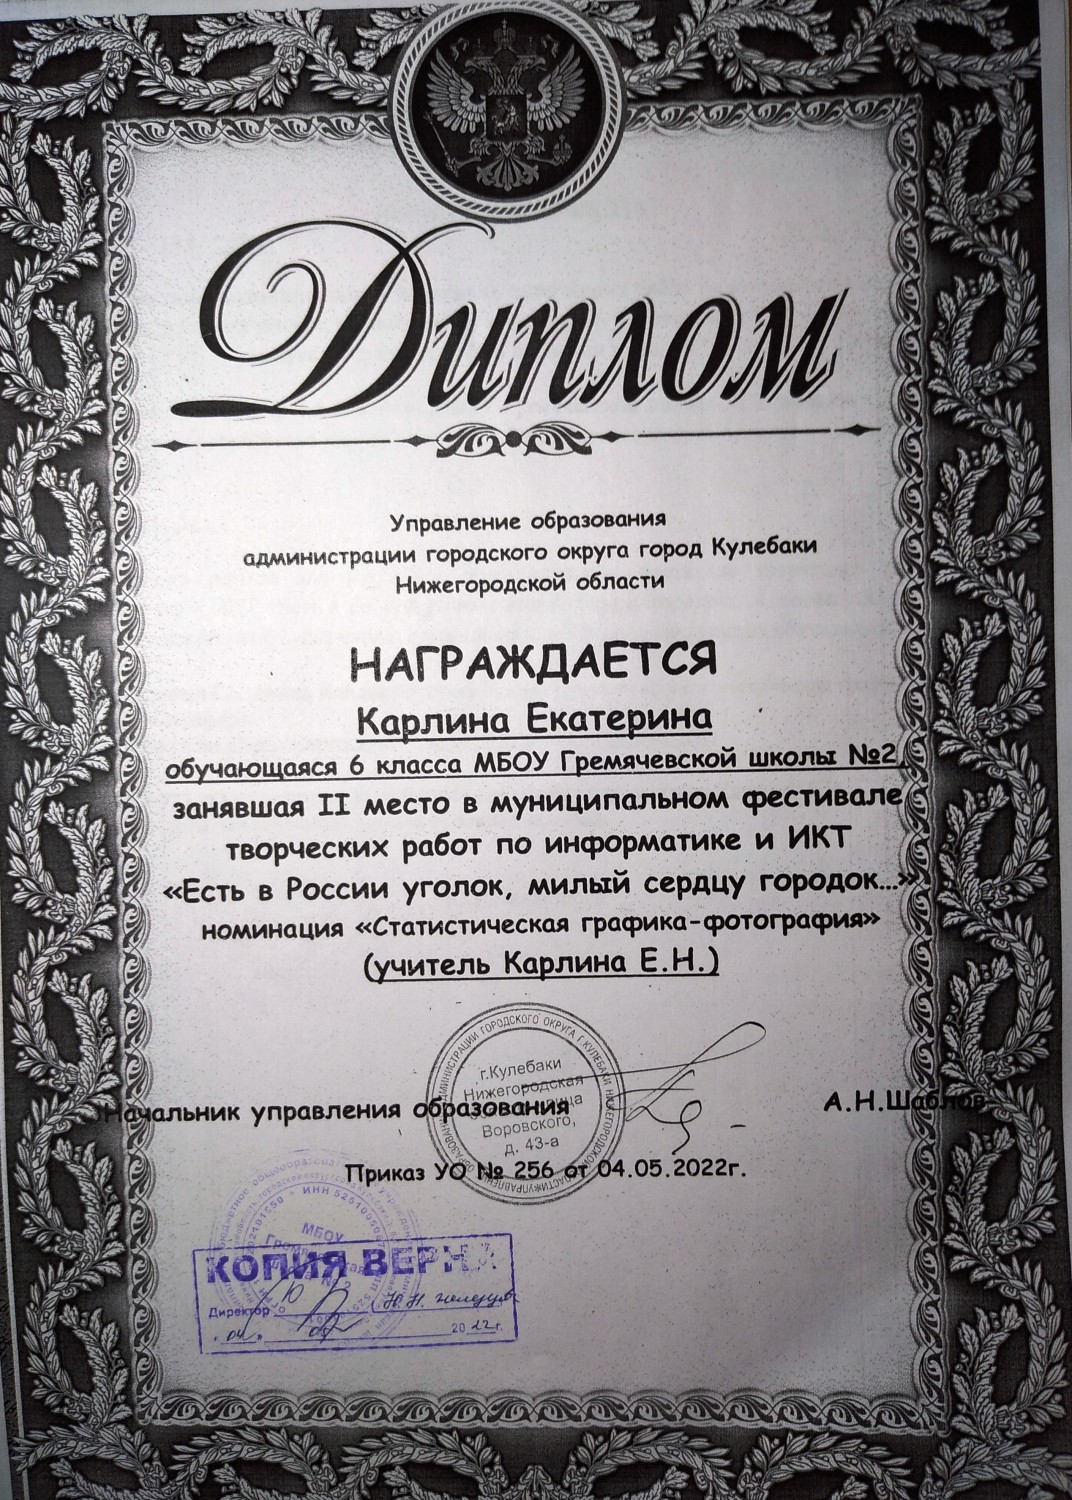 Диплом
Управление образования
администрации городского округа город Кулебаки
Нижегородской области
НАГРАЖДАЕТСЯ
Карлина Екатерина
обучающаяся 6 класса МБОУ Гремячевской школы №2,
занявшая II место в муниципальном фестивале
творческих работ по информатике и ИКТ
«Есть в России уголок, милый сердцу городок...»
номинация «Статистическая графика-фотография»
(учитель Карлина Е.Н.)
г.Кулебаки
Нижегородская
Воровского,
д. 43-а
Начальник управления образования
А.Н.Шаблов
Приказ УО № 256 от 04.05.2022г.
МБОУ
КОПИЯ ВЕРНА
Директор
2022г.